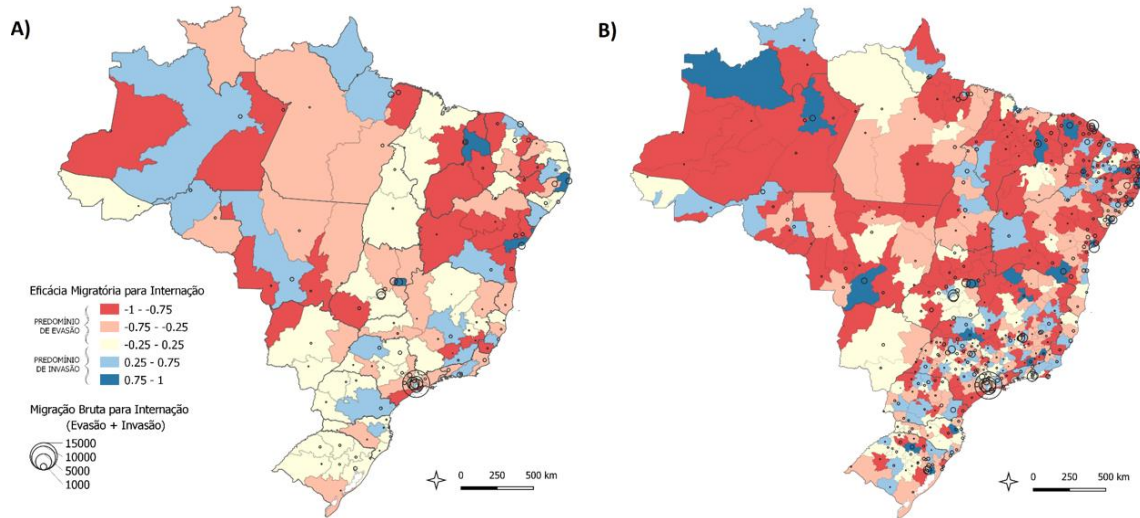 A)
B)
Eficácia Migratória para Internação
PREDOMÍNIO
DE EVASÃO
PREDOMÍNIO
DE INVASÃO
-1 - -0.75
-0.75 - -0.25
-0.25 - 0.25
0.25 - 0.75
0.75 - 1
Migração Bruta para Internação
(Evasão + Invasão)
15000
10000
5000
1000
0 250 500 km
0 250 500 km